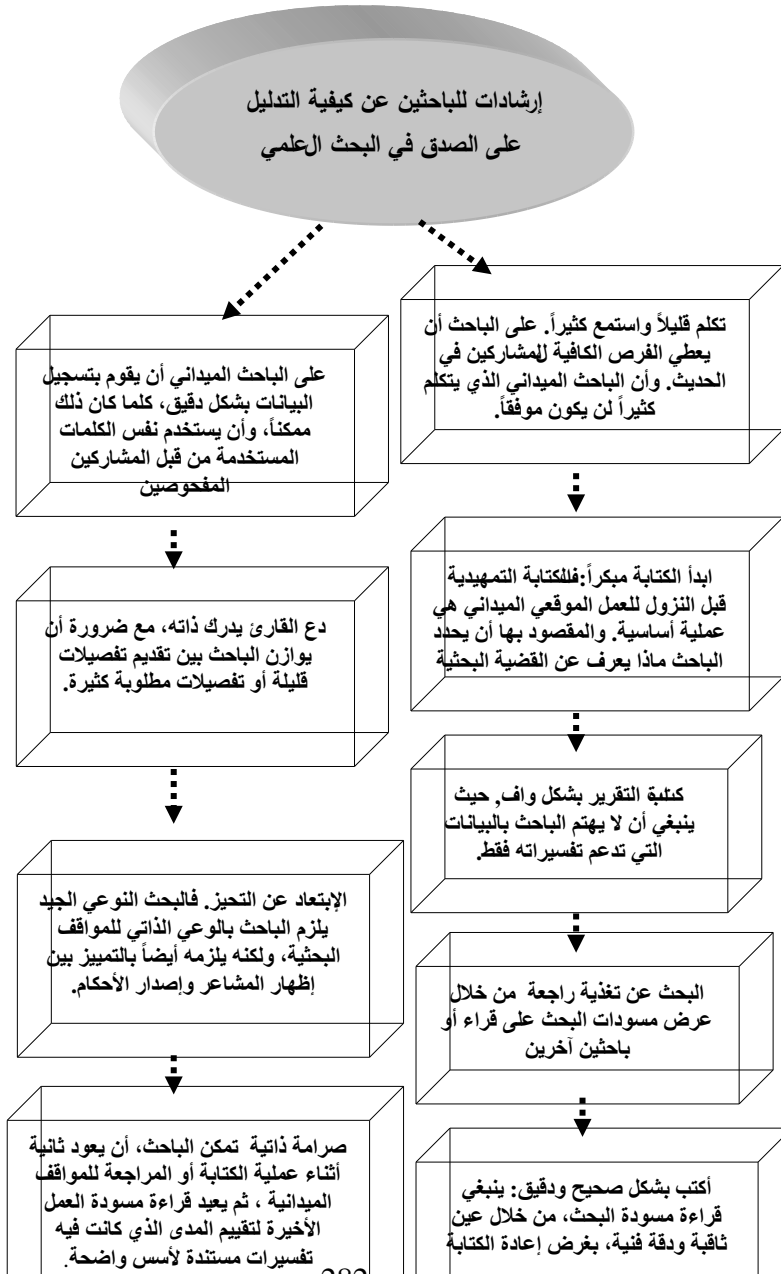 إرشادات للباحثين عن كيفية التدليل
على الصدق في البحث العلمي
تكلم قليلاً واستمع كثيراً. على الباحث أن
يعطي الفرص الكافية للمشاركين في
الحديث. وأن الباحث الميداني الذي يتكلم
كثيراً لن يكون موفقاً.
على الباحث الميداني أن يقوم بتسجيل
البيانات بشكل دقيق، كلما كان ذلك
ممكناً، وأن يستخدم نفس الكلمات
المستخدمة من قبل المشاركين
المفحوصين
ابدأ الكتابة مبكراً:فالكتابة التمهيدية
قبل النزول للعمل الموقعي الميداني هي
عملية أساسية. والمقصود بها أن يحدد
الباحث ماذا يعرف عن القضية البحثية
دع القارئ يدرك ذاته، مع ضرورة أن
يوازن الباحث بين تقديم تفصيلات
قليلة أو تفصيلات مطلوبة كثيرة.
كتابة التقرير بشكل واف, حيث
ينبغي أن لا يهتم الباحث بالبيانات
التي تدعم تفسيراته فقط.
الإبتعاد عن التحيز. فالبحث النوعي الجيد
يلزم الباحث بالوعي الذاتي للمواقف
البحثية، ولكنه يلزمه أيضاً بالتمييز بين
إظهار المشاعر وإصدار الأحكام.
البحث عن تغذية راجعة من خلال
عرض مسودات البحث على قراء أو
باحثين آخرين
صرامة ذاتية تمكن الباحث، أن يعود ثانية
أثناء عملية الكتابة أو المراجعة للمواقف
الميدانية ، ثم يعيد قراءة مسودة العمل
الأخيرة لتقييم المدى الذي كانت فيه
تفسيرات مستندة لأسس واضحة.
أكتب بشكل صحيح ودقيق: ينبغي
قراءة مسودة البحث، من خلال عين
ثاقبة ودقة فنية، بغرض إعادة الكتابة